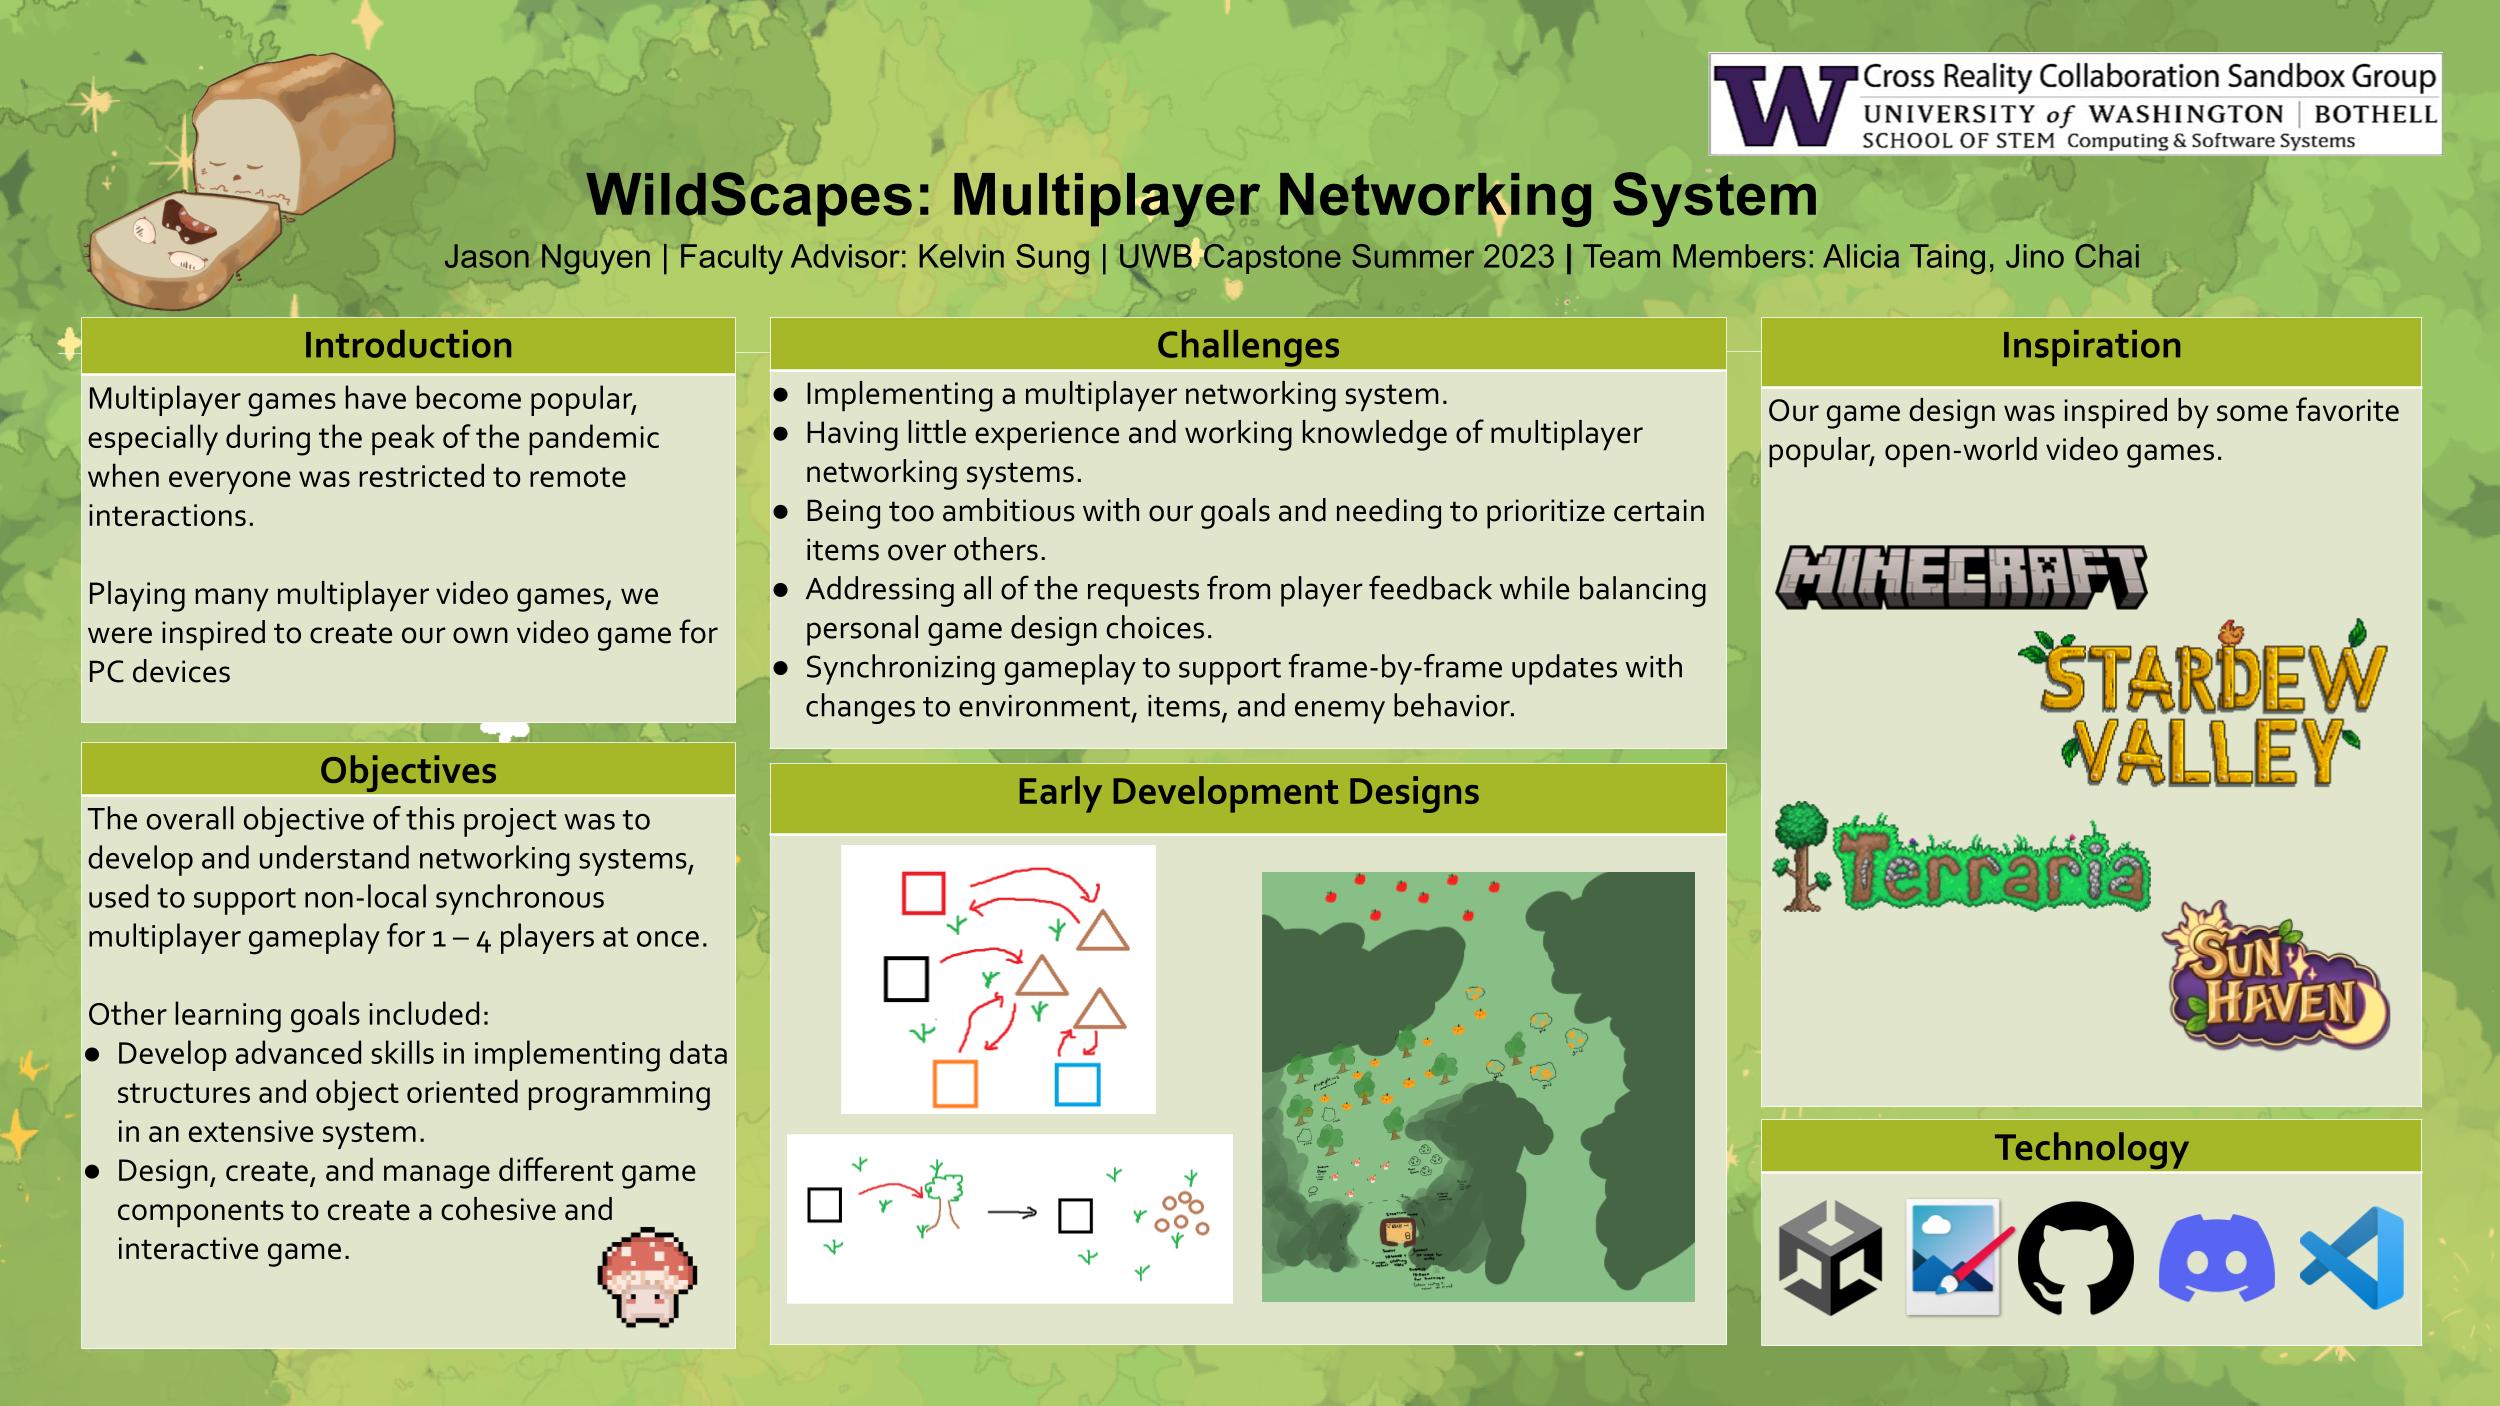 Cross Reality Collaboration Sandbox Group
W UNIVERSITY of WASHINGTON | BOTHELL
SCHOOL OF STEM Computing & Software Systems
WildScapes: Multiplayer Networking System
Jason Nguyen | Faculty Advisor: Kelvin Sung | UWB Capstone Summer 2023 | Team Members: Alicia Taing, Jino Chai
Introduction
Multiplayer games have become popular,
especially during the peak of the pandemic
when everyone was restricted to remote
interactions.
Playing many multiplayer video games, we
were inspired to create our own video game for
PC devices
Objectives
The overall objective of this project was to
develop and understand networking systems,
used to support non-local synchronous
multiplayer gameplay for 1 – 4 players at once.
Other learning goals included:
● Develop advanced skills in implementing data
structures and object oriented programming
in an extensive system.
● Design, create, and manage different game
components to create a cohesive and
interactive game.
Challenges
● Implementing a multiplayer networking system.
● Having little experience and working knowledge of multiplayer
networking systems.
● Being too ambitious with our goals and needing to prioritize certain
items over others.
● Addressing all of the requests from player feedback while balancing
personal game design choices.
● Synchronizing gameplay to support frame-by-frame updates with
changes to environment, items, and enemy behavior.
Early Development Designs
Inspiration
Our game design was inspired by some favorite
popular, open-world video games.
MINECRAFT
STARDEW
VALLEY
Terraria
SUN
HAVEN
Technology